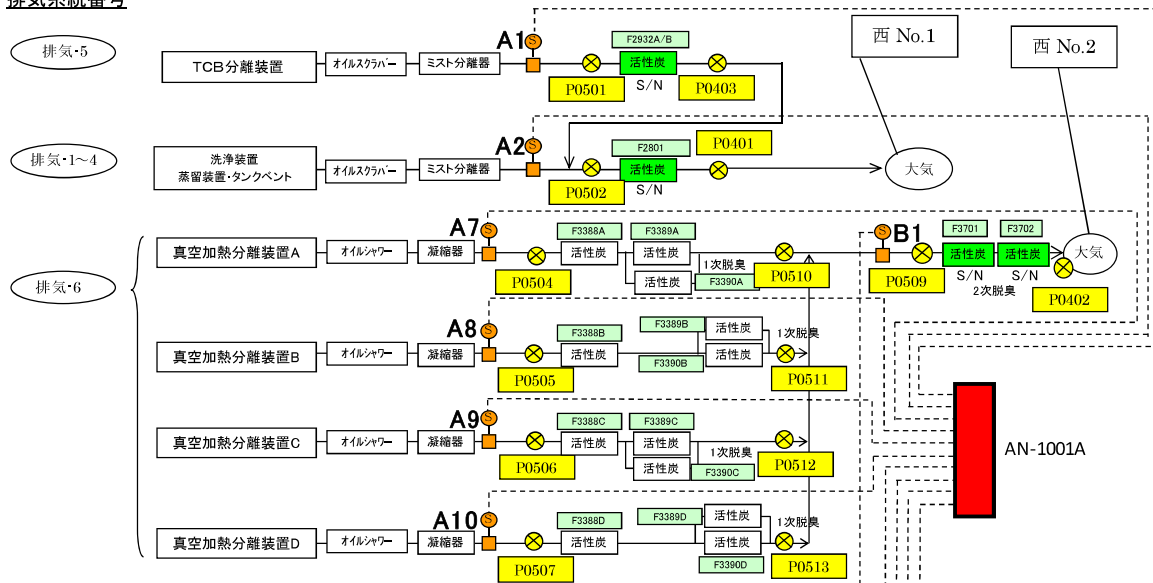 排気系統番号
排気-5
TCB分離装置
オイルスクラバー
ミスト分離器
A1
S
F2932A/B
活性炭
S/N
P0501
P0403
西 No.1
西 No.2
排気-1~4
洗浄装置
蒸留装置・タンクベント
オイルスクラバー
ミスト分離器
A2
S
F2801
活性炭
S/N
P0502
P0401
大気
排気-6
真空加熱分離装置A
オイルシャワー
凝縮器
A7
S
P0504
F3388A
活性炭
F3389A
活性炭
活性炭
1次脱臭
F3390A
P0510
S
B1
P0509
F3701
活性炭
S/N
F3702
活性炭
S/N
2次脱臭
大気
P0402
真空加熱分離装置B
オイルシャワー
凝縮器
A8
S
P0505
F3388B
活性炭
F3389B
活性炭
活性炭
F3390B
1次脱臭
P0511
真空加熱分離装置C
オイルシャワー
凝縮器
A9
S
P0506
F3388C
活性炭
F3389C
活性炭
活性炭
1次脱臭
F3390C
P0512
AN-1001A
真空加熱分離装置D
オイルシャワー
凝縮器
A10
S
P0507
F3388D
活性炭
F3389D
活性炭
活性炭
F3390D
1次脱臭
P0513